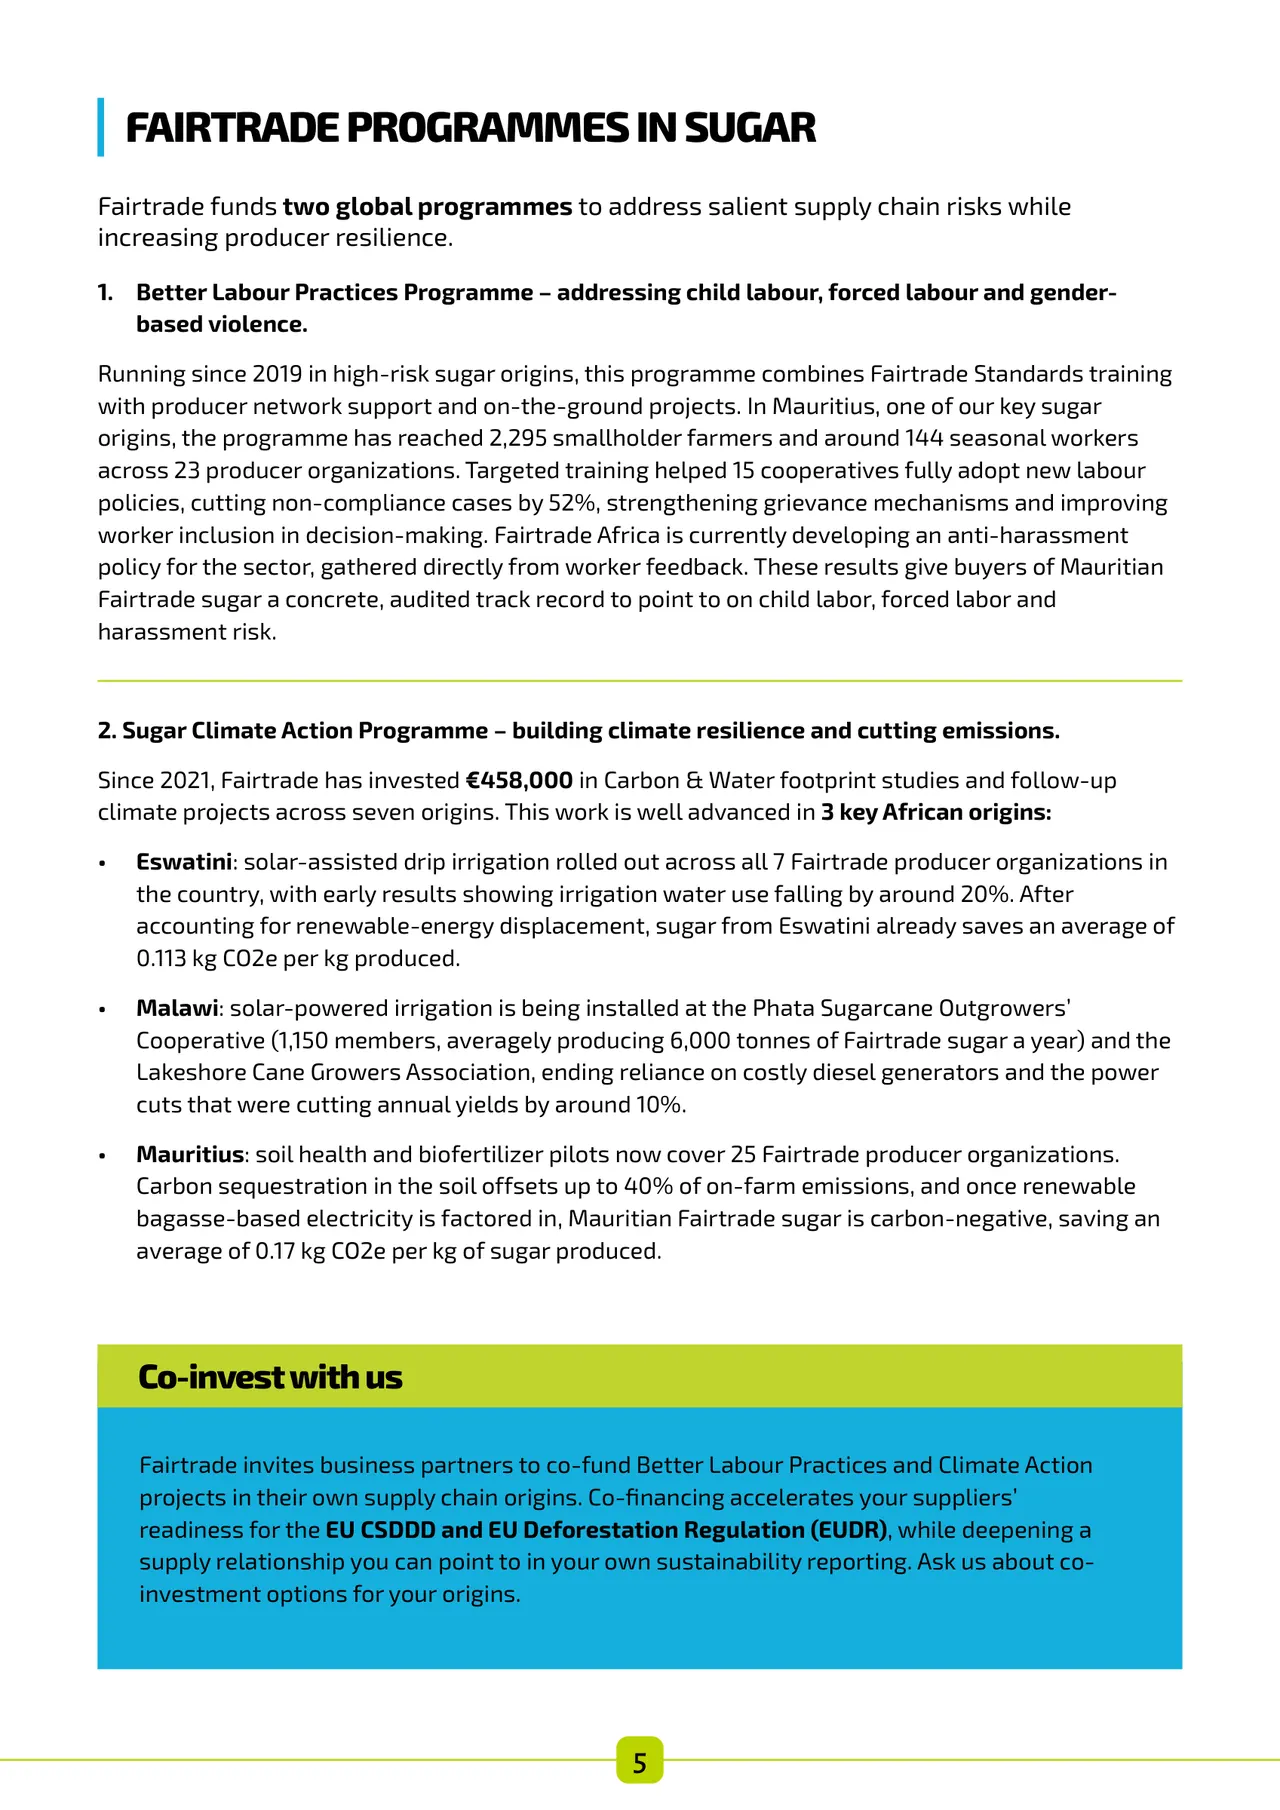 FAIRTRADE PROGRAMMES IN SUGAR
Fairtrade funds two global programmes to address salient supply chain risks while
increasing producer resilience.
1. Better Labour Practices Programme – addressing child labour, forced labour and gender-
based violence.
Running since 2019 in high-risk sugar origins, this programme combines Fairtrade Standards training
with producer network support and on-the-ground projects. In Mauritius, one of our key sugar
origins, the programme has reached 2,295 smallholder farmers and around 144 seasonal workers
across 23 producer organizations. Targeted training helped 15 cooperatives fully adopt new labour
policies, cutting non-compliance cases by 52%, strengthening grievance mechanisms and improving
worker inclusion in decision-making. Fairtrade Africa is currently developing an anti-harassment
policy for the sector, gathered directly from worker feedback. These results give buyers of Mauritian
Fairtrade sugar a concrete, audited track record to point to on child labor, forced labor and
harassment risk.
2. Sugar Climate Action Programme – building climate resilience and cutting emissions.
Since 2021, Fairtrade has invested €458,000 in Carbon & Water footprint studies and follow-up
climate projects across seven origins. This work is well advanced in 3 key African origins:
• Eswatini: solar-assisted drip irrigation rolled out across all 7 Fairtrade producer organizations in
the country, with early results showing irrigation water use falling by around 20%. After
accounting for renewable-energy displacement, sugar from Eswatini already saves an average of
0.113 kg CO2e per kg produced.
• Malawi: solar-powered irrigation is being installed at the Phata Sugarcane Outgrowers’
Cooperative (1,150 members, averagely producing 6,000 tonnes of Fairtrade sugar a year) and the
Lakeshore Cane Growers Association, ending reliance on costly diesel generators and the power
cuts that were cutting annual yields by around 10%.
• Mauritius: soil health and biofertilizer pilots now cover 25 Fairtrade producer organizations.
Carbon sequestration in the soil offsets up to 40% of on-farm emissions, and once renewable
bagasse-based electricity is factored in, Mauritian Fairtrade sugar is carbon-negative, saving an
average of 0.17 kg CO2e per kg of sugar produced.
Co-invest with us
Fairtrade invites business partners to co-fund Better Labour Practices and Climate Action
projects in their own supply chain origins. Co-financing accelerates your suppliers’
readiness for the EU CSDDD and EU Deforestation Regulation (EUDR), while deepening a
supply relationship you can point to in your own sustainability reporting. Ask us about co-
investment options for your origins.
5